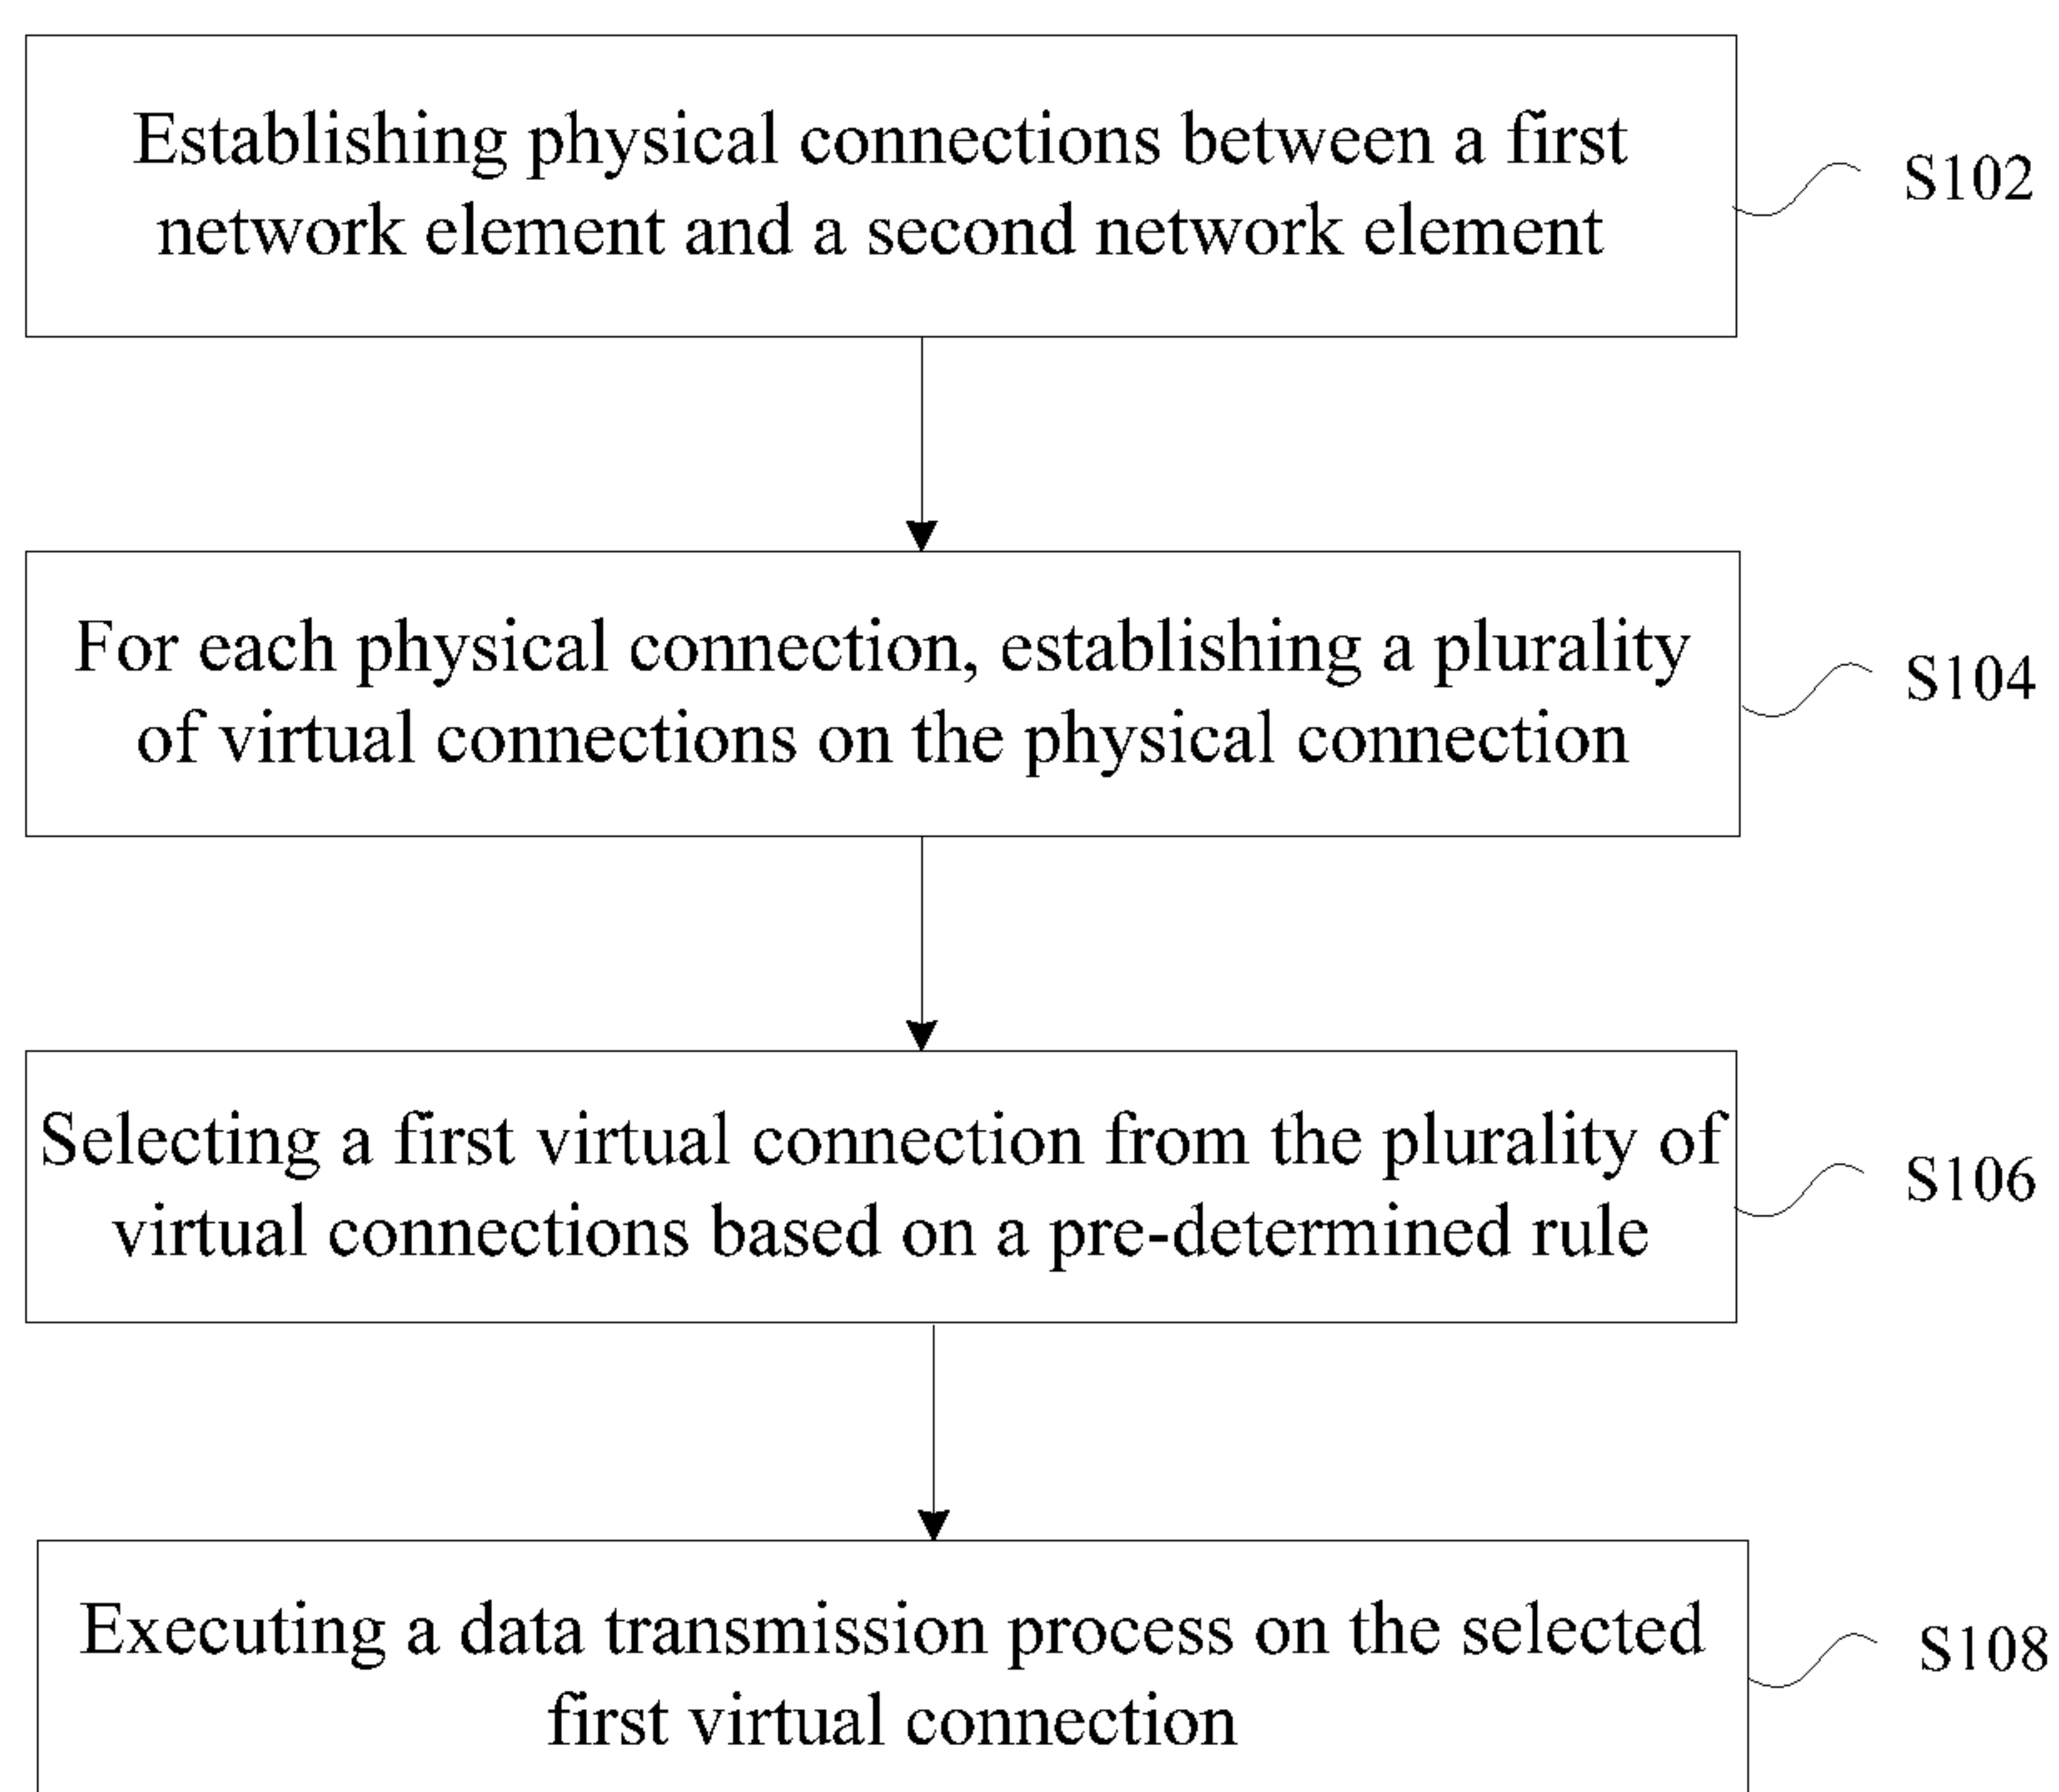 Establishing physical connections between a first
network element and a second network element
S102
For each physical connection, establishing a plurality
of virtual connections on the physical connection
S104
Selecting a first virtual connection from the plurality of
virtual connections based on a pre-determined rule
S106
Executing a data transmission process on the selected
first virtual connection
S108